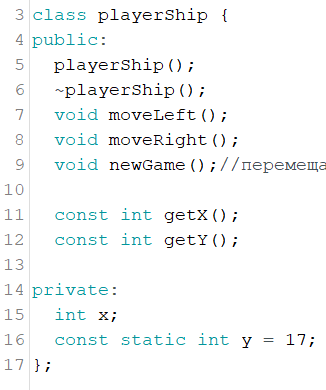 3 class playerShip {
4 public:
5   playerShip();
6   ~playerShip();
7   void moveLeft();
8   void moveRight();
9   void newGame();//перемеща
10
11   const int getX();
12   const int getY();
13
14 private:
15   int x;
16   const static int y = 17;
17 };